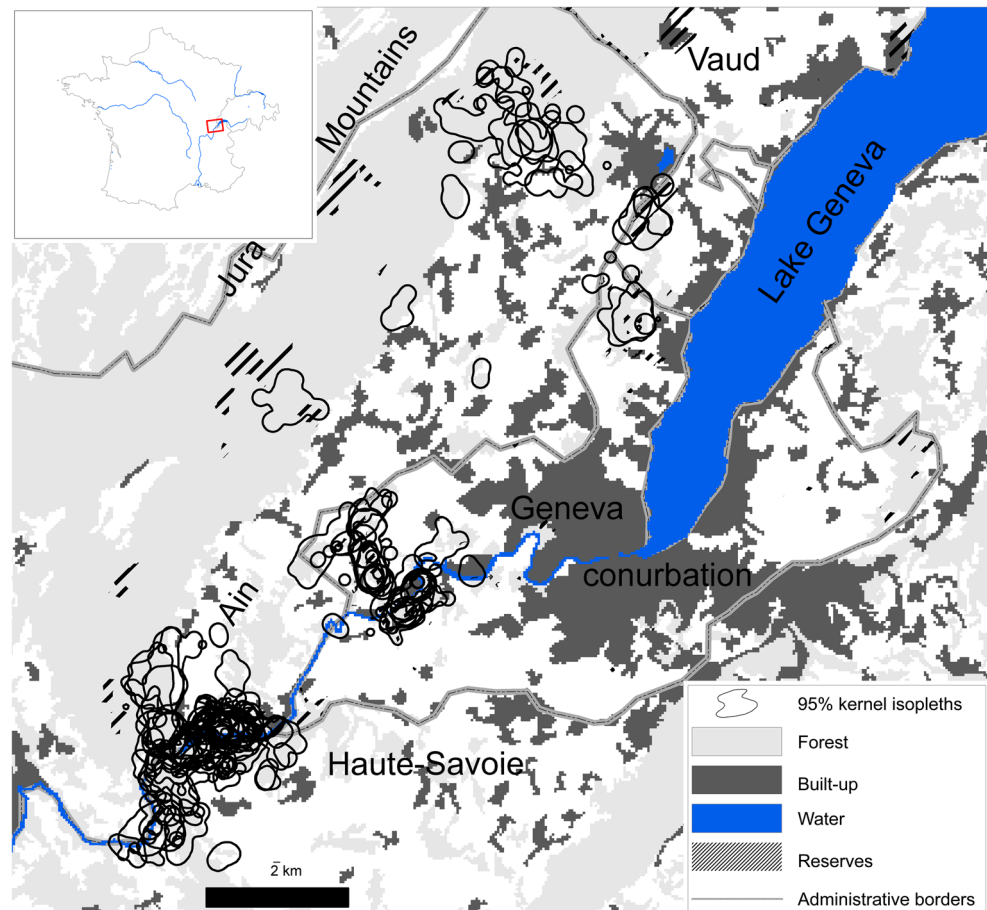 Vaud
Mountains
Jura
Lake Geneva
Geneva
conurbation
Ain
Haute-Savoie
2 km
95% kernel isopleths
Forest
Built-up
Water
Reserves
Administrative borders